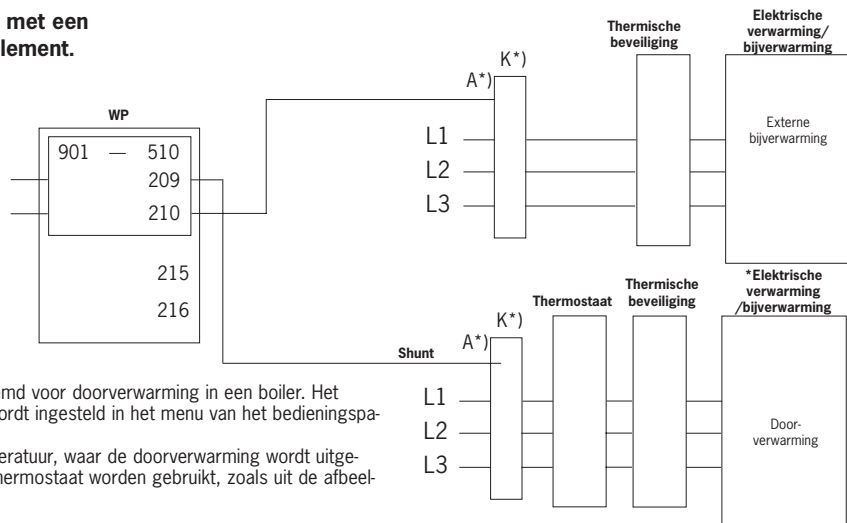 met een
lement.
WP
901 — 510
209
210
215
216
A*)
K*)
L1
L2
L3
Thermische
beveiliging
Elektrische
verwarming/
bijverwarming
Externe
bijverwarming
Shunt
A*)
K*)
L1
L2
L3
Thermostaat
Thermische
beveiliging
*Elektrische
verwarming
/bijverwarming
Door-
verwarming
emd voor doorverwarming in een boiler. Het
ordt ingesteld in het menu van het bedieningspa-
eratuur, waar de doorverwarming wordt uitge-
hermostaat worden gebruikt, zoals uit de afbeel-